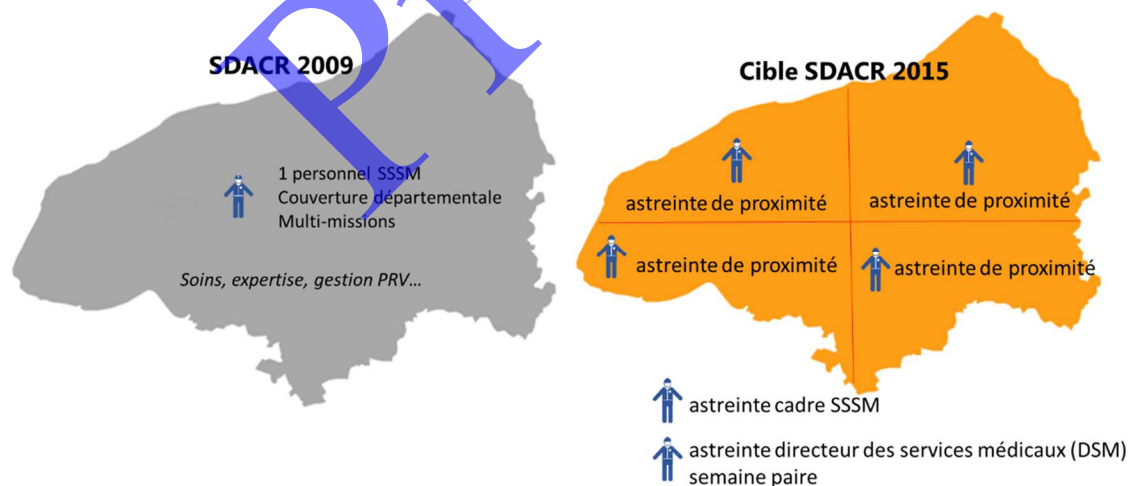 SDACR 2009
1 personnel SSSM
Couverture départementale
Multi-missions
Soins, expertise, gestion PRV...
Cible SDACR 2015
astreinte de proximité
astreinte de proximité
astreinte de proximité
astreinte de proximité
astreinte cadre SSSM
astreinte directeur des services médicaux (DSM)
semaine paire